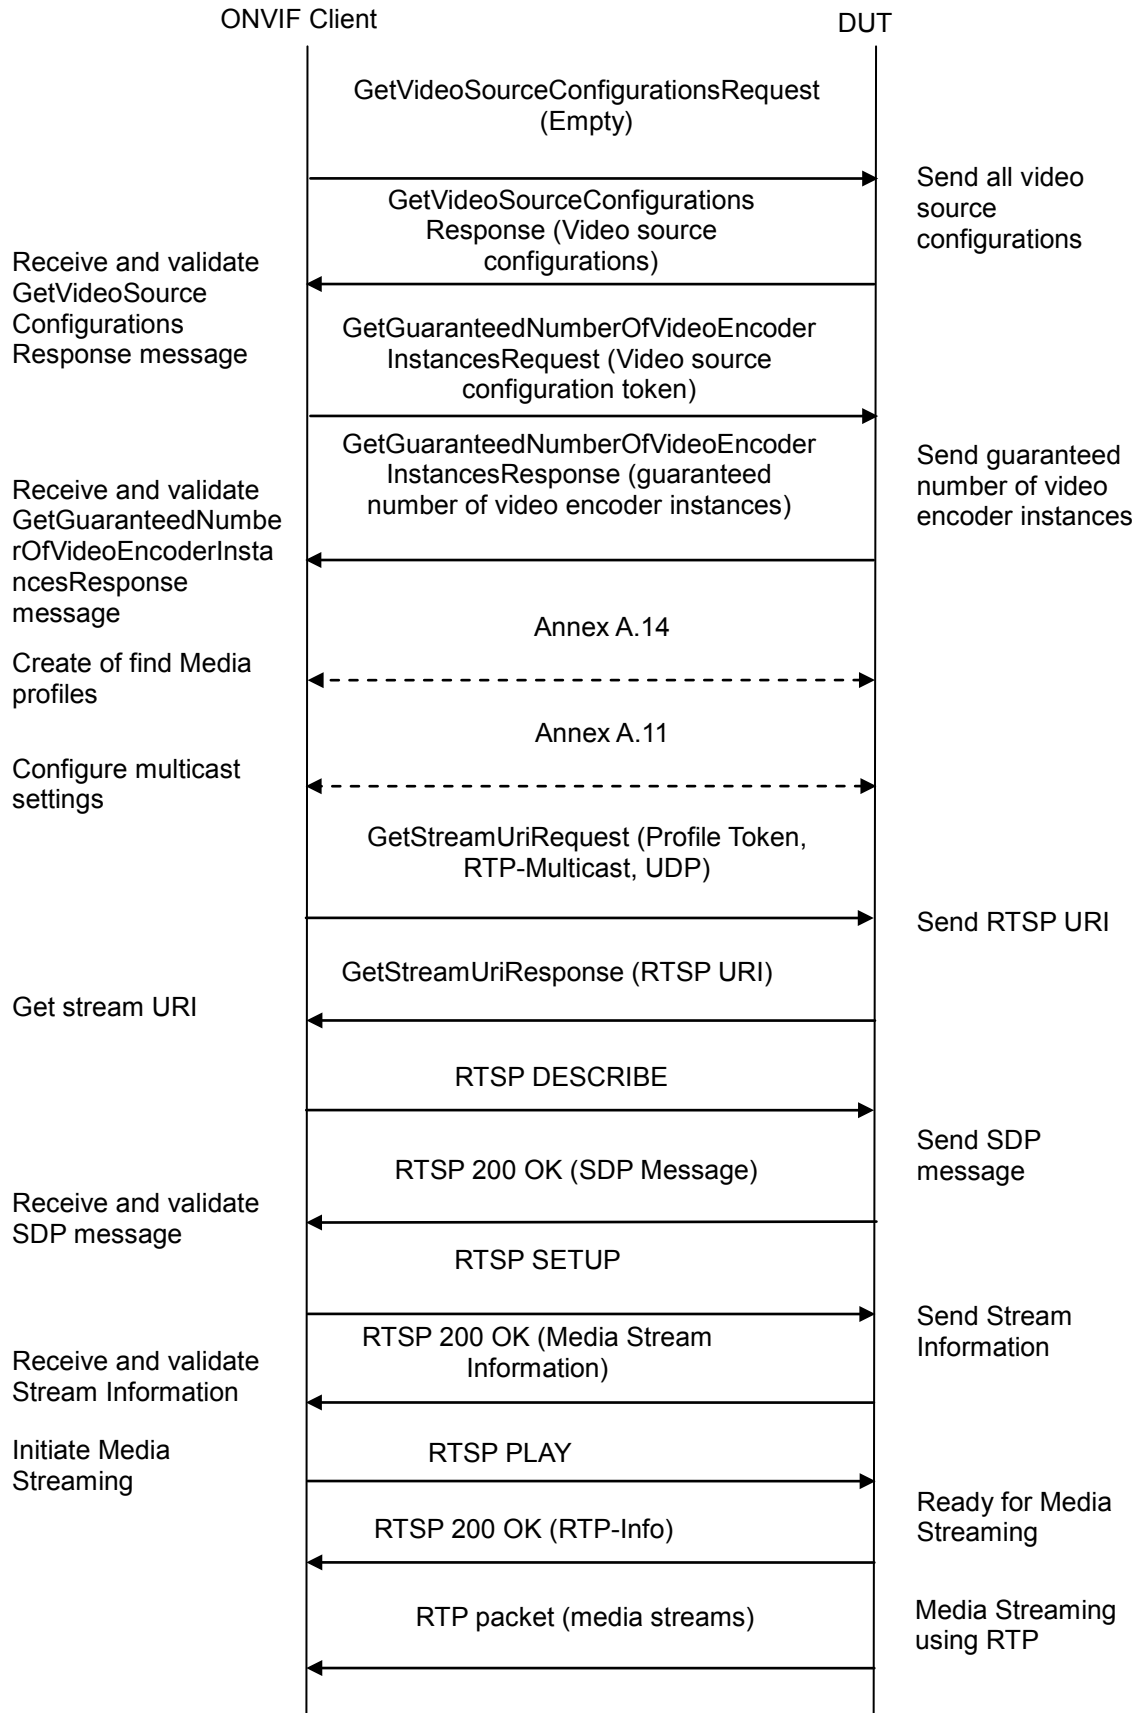 ONVIF Client
DUT
GetVideoSourceConfigurationsRequest
(Empty)
Send all video
source
configurations
GetVideoSourceConfigurations
Response (Video source
configurations)
Receive and validate
GetVideoSource
Configurations
Response message
GetGuaranteedNumberOfVideoEncoder
InstancesRequest (Video source
configuration token)
GetGuaranteedNumberOfVideoEncoder
InstancesResponse (guaranteed
number of video encoder instances)
Send guaranteed
number of video
encoder instances
Receive and validate
GetGuaranteedNumbe
rOfVideoEncoderInsta
ncesResponse
message
Annex A.14
Create of find Media
profiles
Annex A.11
Configure multicast
settings
GetStreamUriRequest (Profile Token,
RTP-Multicast, UDP)
Send RTSP URI
GetStreamUriResponse (RTSP URI)
Get stream URI
RTSP DESCRIBE
Send SDP
message
RTSP 200 OK (SDP Message)
Receive and validate
SDP message
RTSP SETUP
Send Stream
Information
RTSP 200 OK (Media Stream
Information)
Receive and validate
Stream Information
Initiate Media
Streaming
RTSP PLAY
Ready for Media
Streaming
RTSP 200 OK (RTP-Info)
RTP packet (media streams)
Media Streaming
using RTP